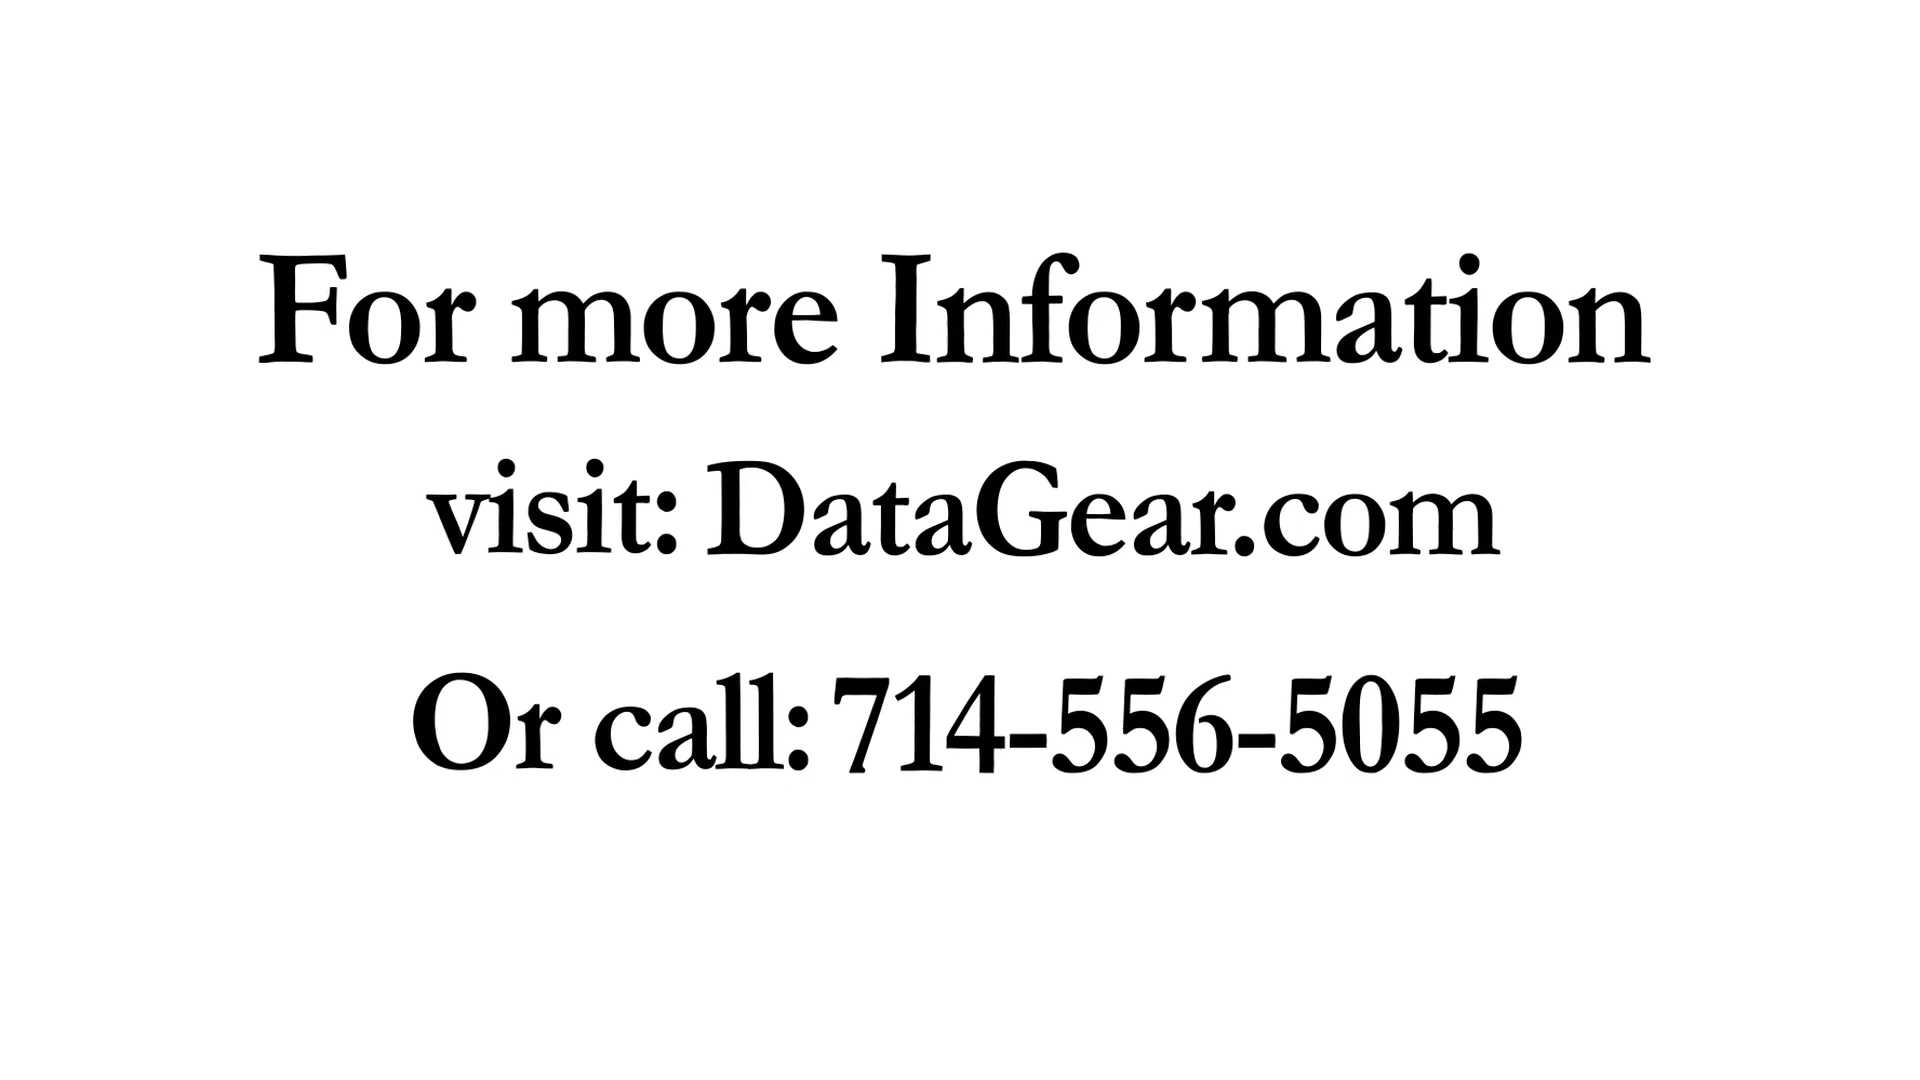 For more Information
visit: DataGear.com
Or call: 714-556-5055